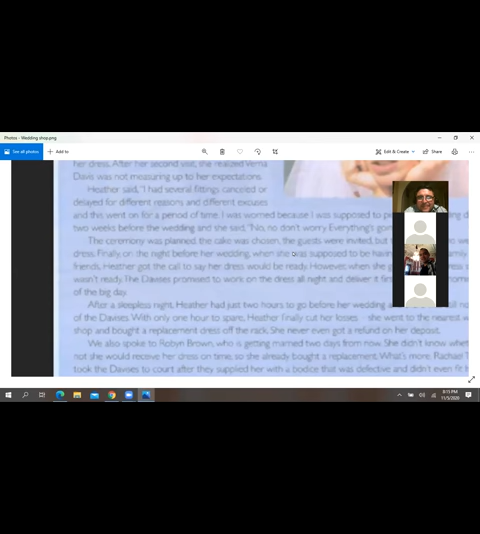 Photos - Wedding shop.png
See all photos
Add to
Edit & Create
Share
her dress. After her second visit, she realized Verna
Davis was not measuring up to her expectations.
Heather said, "I had several fittings canceled or
delayed for different reasons and different excuses
and this went on for a period of time. I was worried because I was supposed to
two weeks before the wedding and she said, "No, no don't worry. Everything's
The ceremony was planned, the cake was chosen, the guests were invited, but
dress. Finally, on the night before her wedding, when she was supposed to be
friends, Heather got the call to say her dress would be ready. However, when she
wasn't ready. The Davises promised to work on the dress all night and deliver it
of the big day.
After a sleepless night, Heather had just two hours to go before her wedding
of the Davises. With only one hour to spare, Heather finally cut her losses she went to the nearest
shop and bought a replacement dress off the rack. She never even got a refund on her deposit.
We also spoke to Robyn Brown, who is getting married two days from now. She didn't know
not she would receive her dress on time, so she already bought a replacement. What's more, Rachael
took the Davises to court after they supplied her with a bodice that was defective and didn't even fit
8:15 PM
11/5/2020